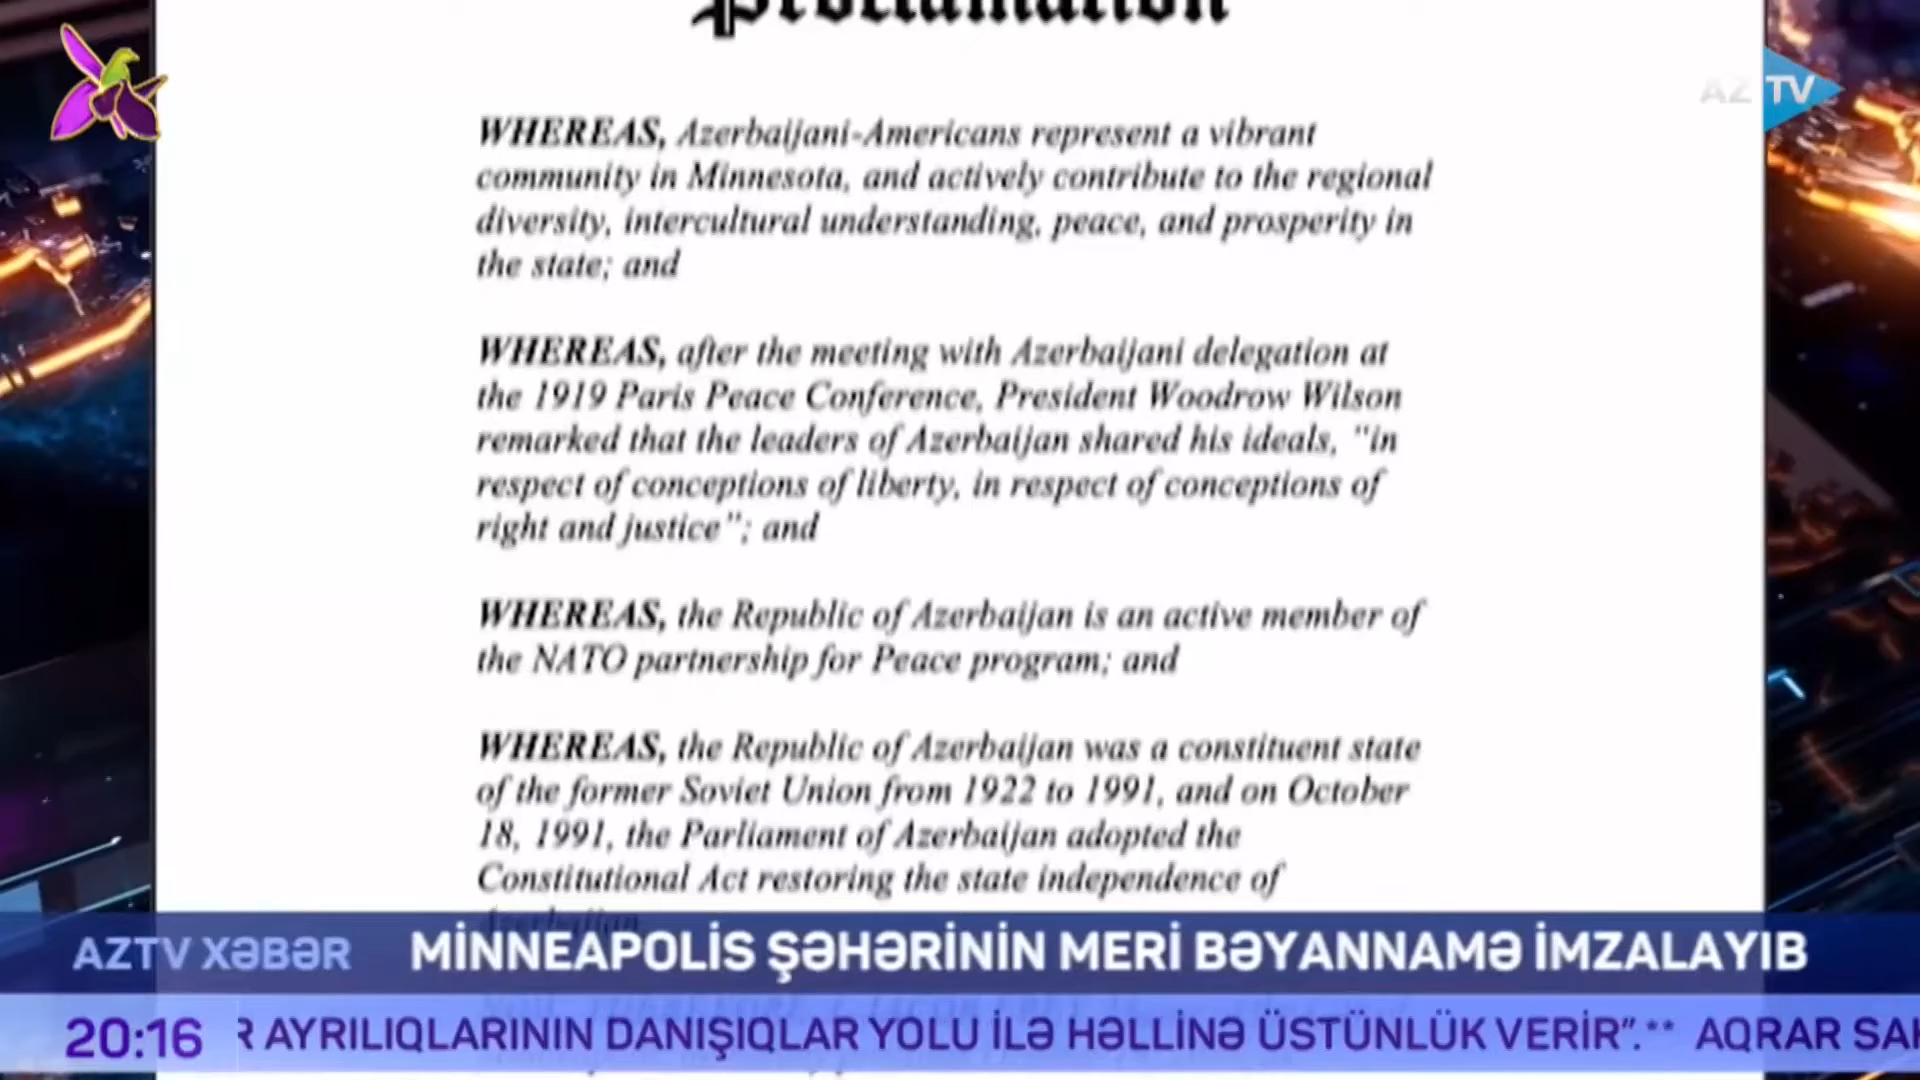 Proclamation
AZTV
WHEREAS, Azerbaijani-Americans represent a vibrant
community in Minnesota, and actively contribute to the regional
diversity, intercultural understanding, peace, and prosperity in
the state; and
WHEREAS, after the meeting with Azerbaijani delegation at
the 1919 Paris Peace Conference, President Woodrow Wilson
remarked that the leaders of Azerbaijan shared his ideals, "in
respect of conceptions of liberty, in respect of conceptions of
right and justice"; and
WHEREAS, the Republic of Azerbaijan is an active member of
the NATO partnership for Peace program; and
WHEREAS, the Republic of Azerbaijan was a constituent state
of the former Soviet Union from 1922 to 1991, and on October
18, 1991, the Parliament of Azerbaijan adopted the
Constitutional Act restoring the state independence of
Azerbaijan
AZTV XƏBƏR MİNNEAPOLİS ŞƏHƏRİNİN MERİ BƏYANNAMƏ İMZALAYIB
20:16 R AYRILIQLARININ DANIŞIQLAR YOLU İLƏ HƏLLİNƏ ÜSTÜNLÜK VERİR”.** AQRAR SAH